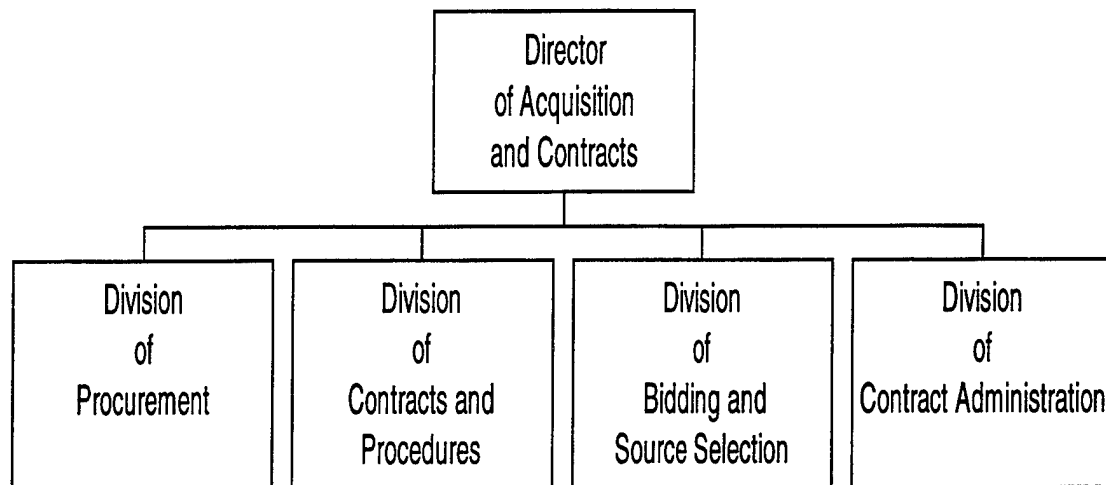 Director
of Acquisition
and Contracts
Division
of
Procurement
Division
of
Contracts and
Procedures
Division
of
Bidding and
Source Selection
Division
of
Contract Administration